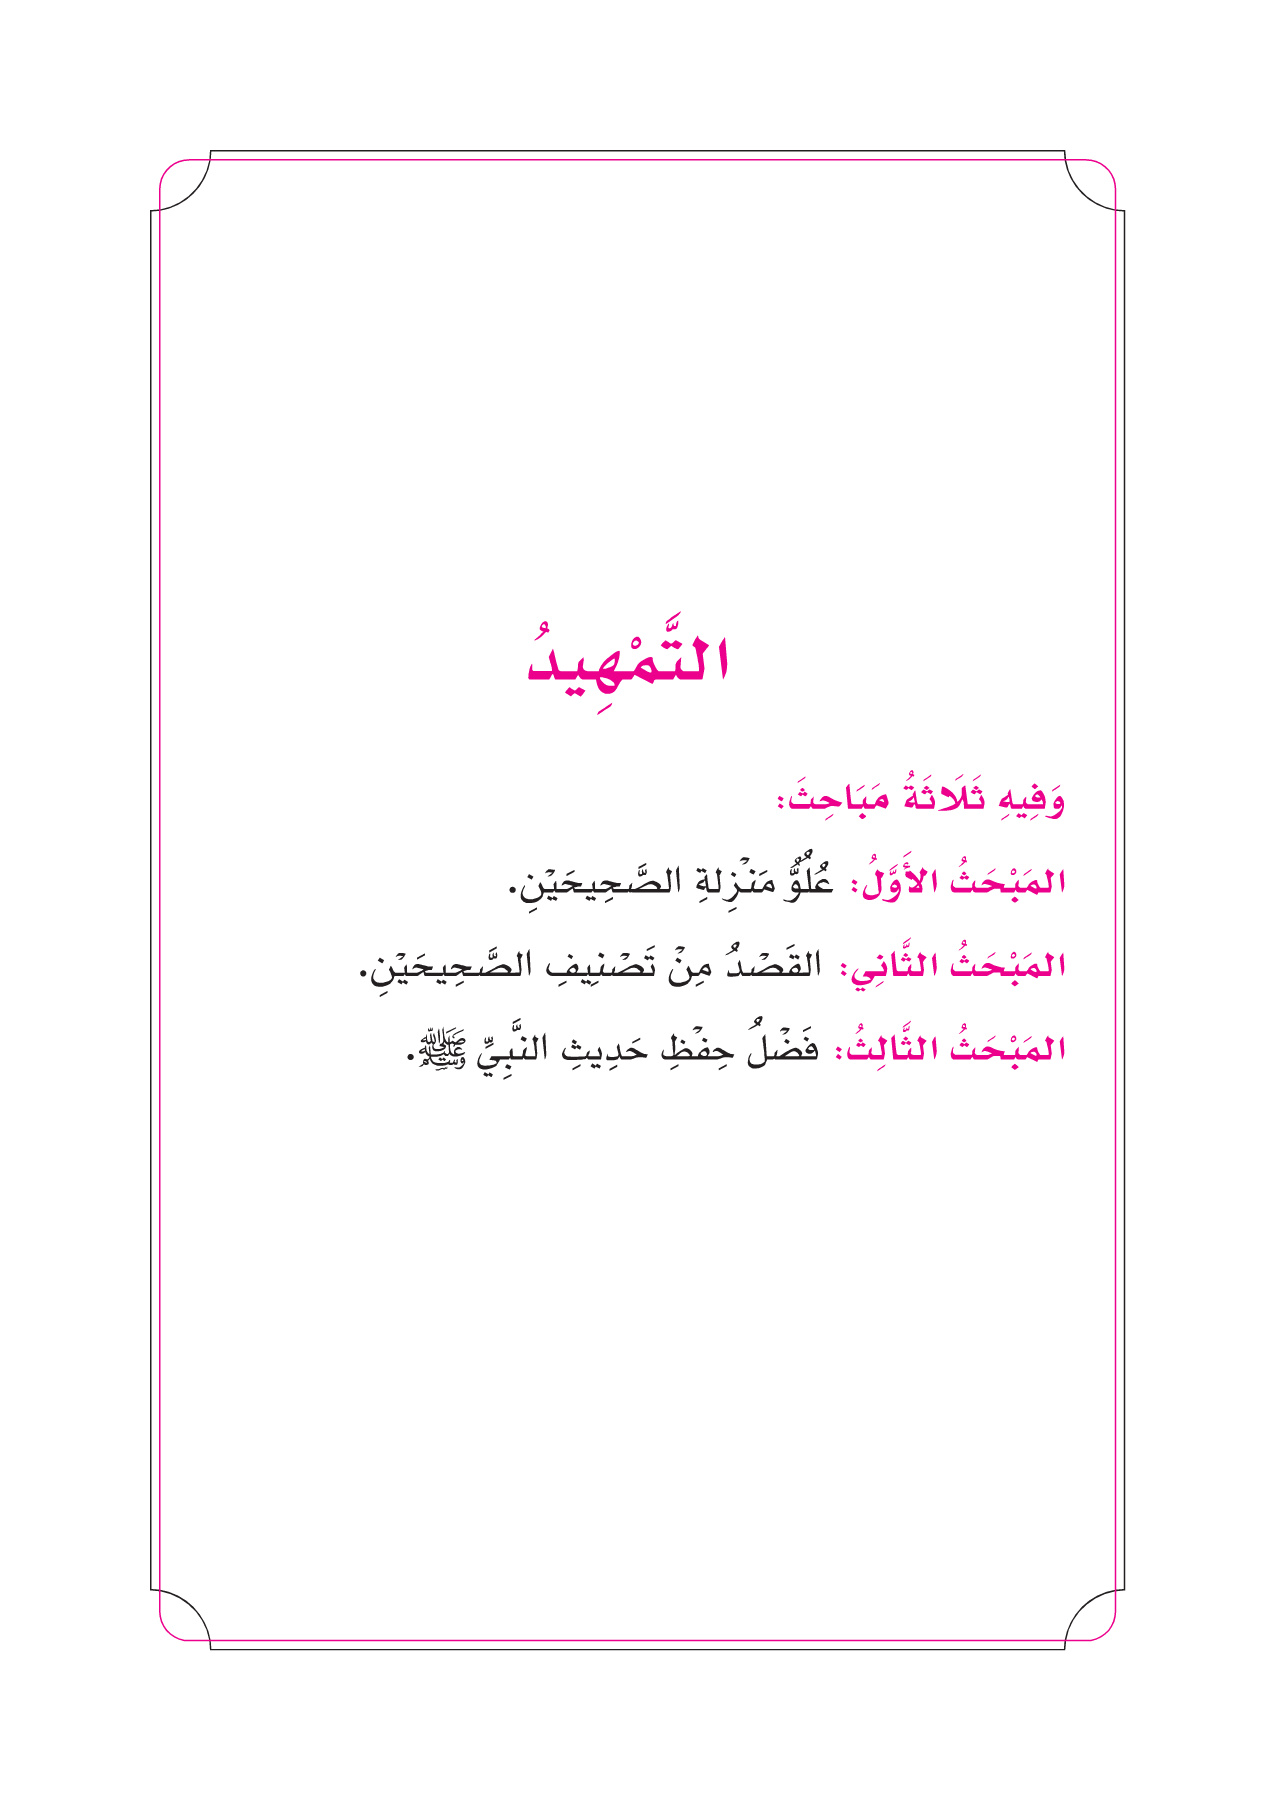 التَّمْهِيدُ
وَفِيهِ ثَلَاثَةُ مَبَاحِثَ:
المَبْحَثُ الأَوَّلُ: عُلُوُّ مَنْزِلةِ الصَّحِيحَيْنِ.
المَبْحَثُ الثَّانِي: القَصْدُ مِنْ تَصْنِيفِ الصَّحِيحَيْنِ.
المَبْحَثُ الثَّالِثُ: فَضْلُ حِفْظِ حَدِيثِ النَّبِيِّ ﷺ.